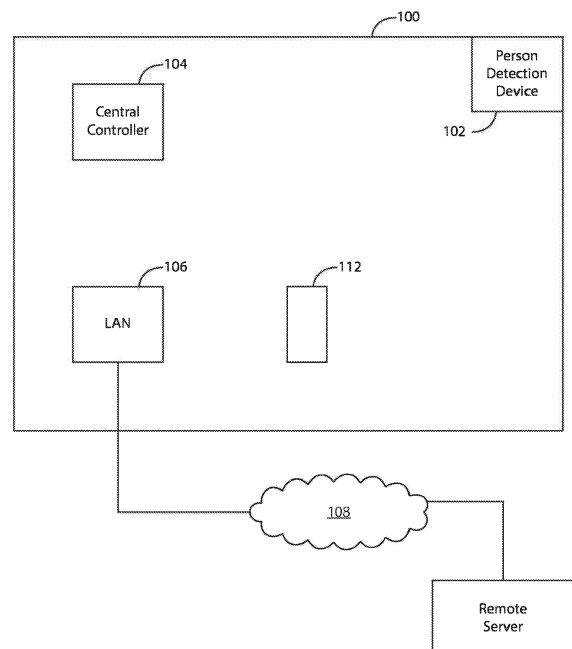 100
Person
Detection
Device
102
104
Central
Controller
106
LAN
112
108
Remote
Server